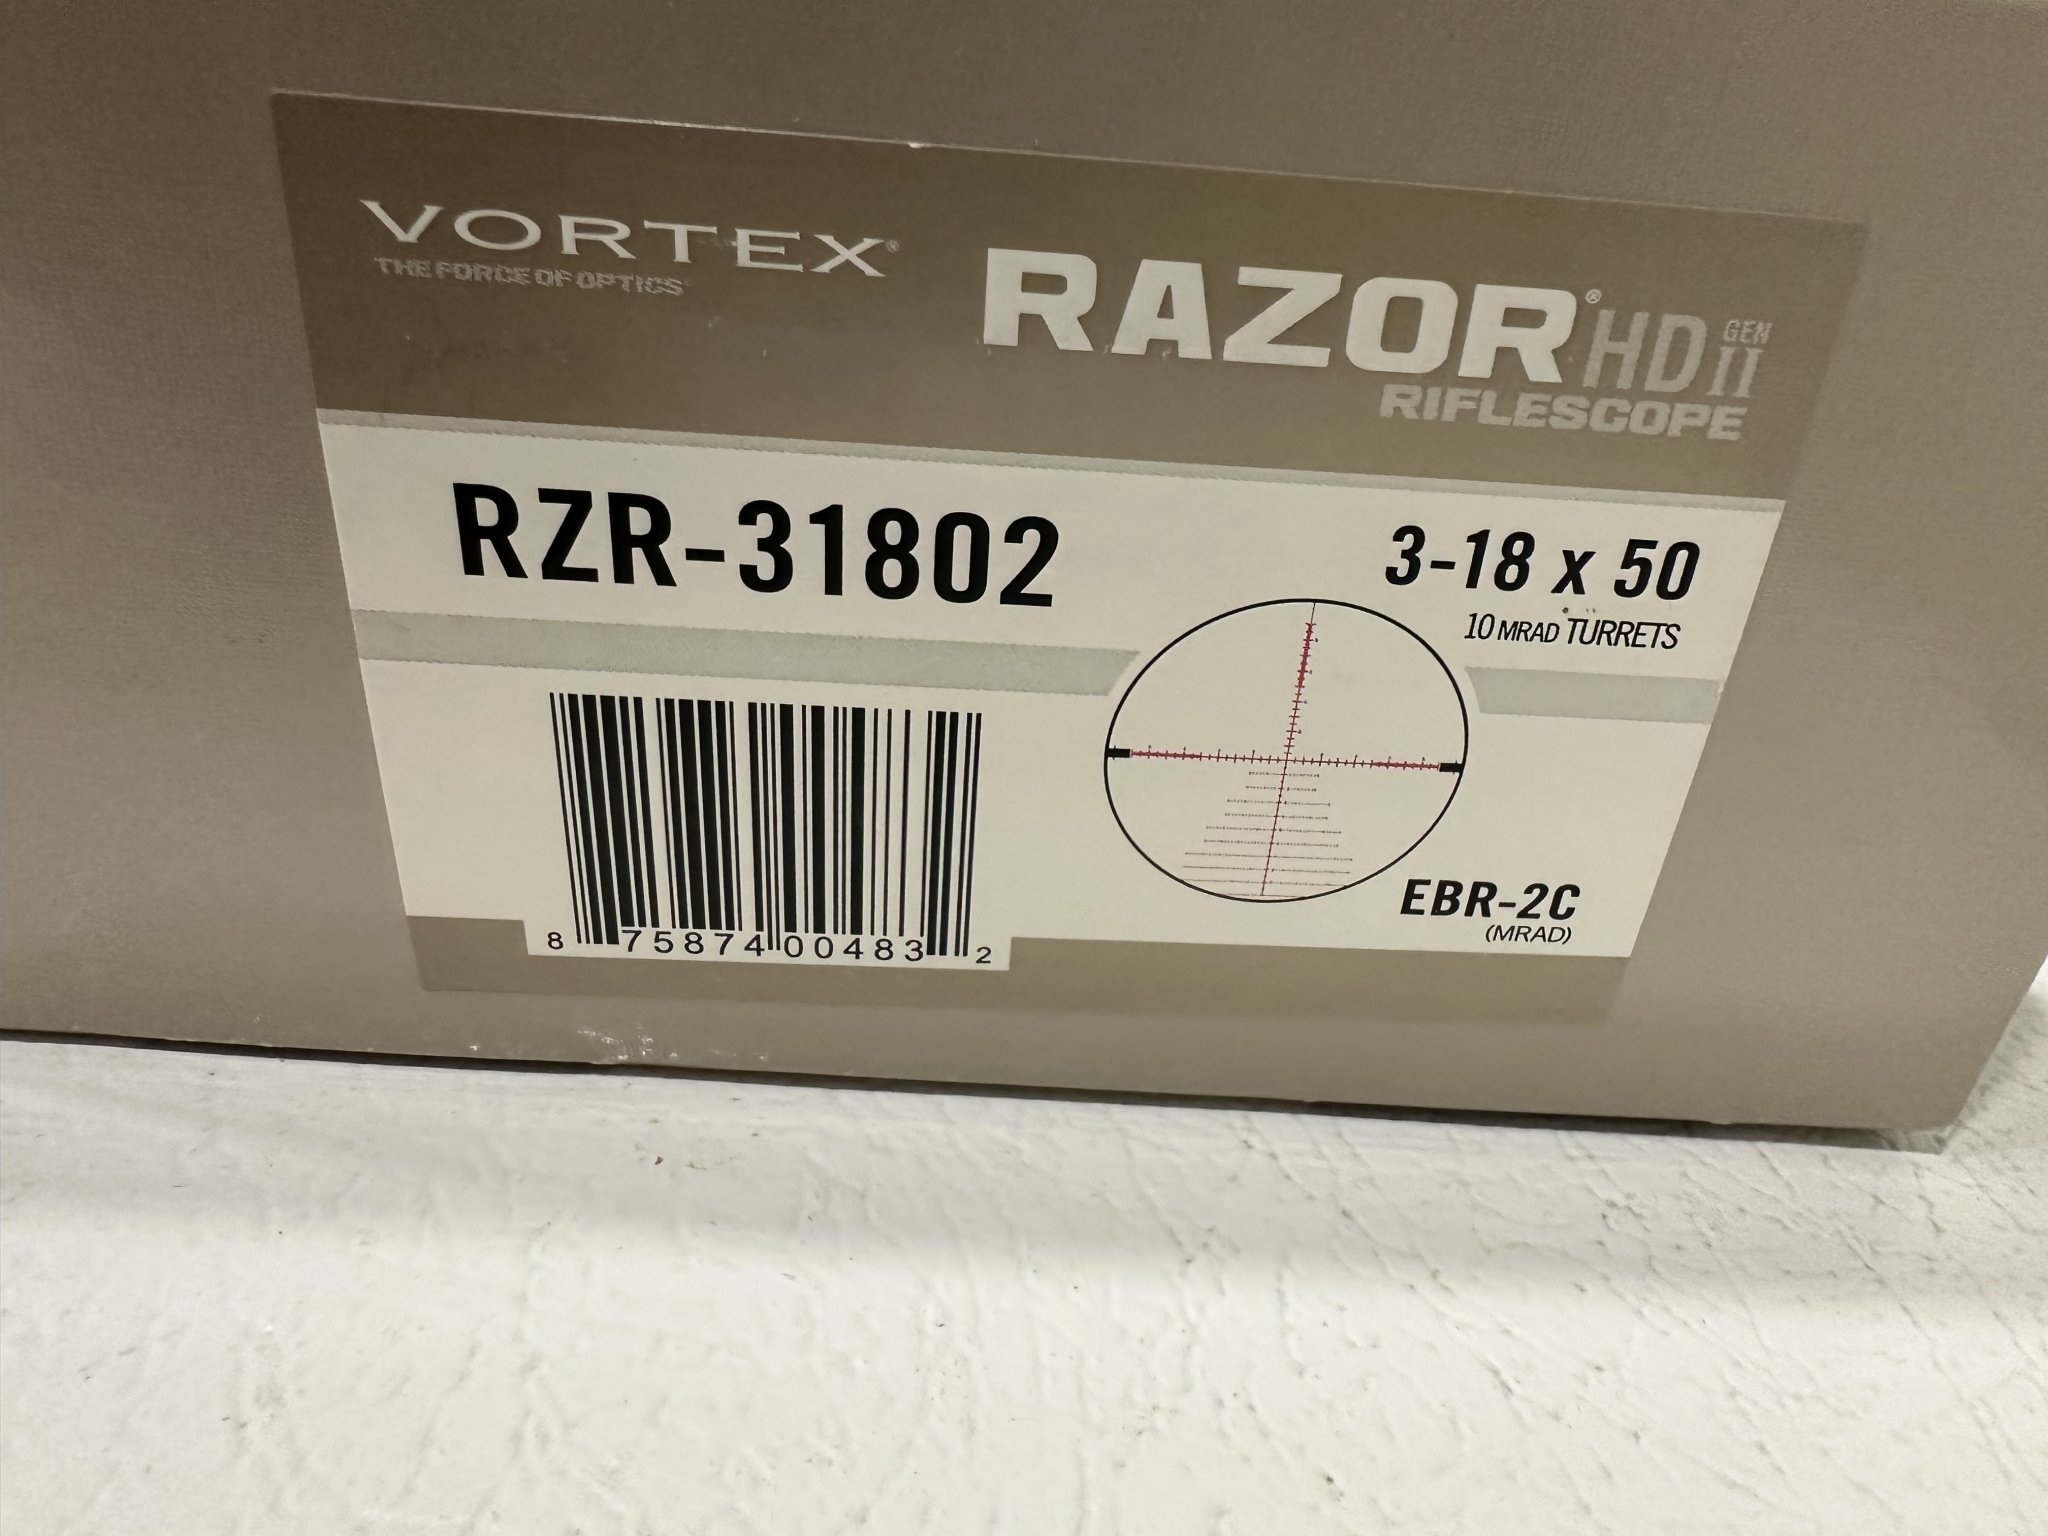 VORTEX®
THE FORCE OF OPTICS
RAZOR® HD GEN II
RIFLESCOPE
RZR-31802
3-18 x 50
10 MRAD TURRETS
EBR-2C
(MRAD)
8 75874 00483 2